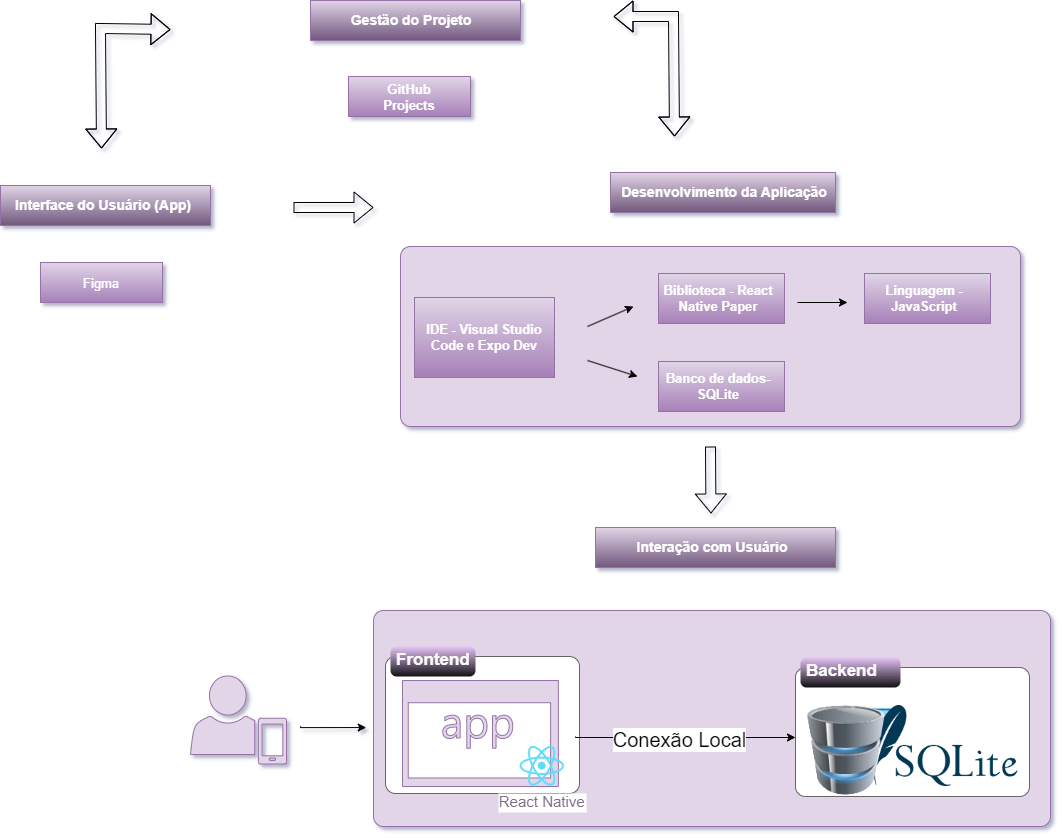 Gestão do Projeto
GitHub
Projects
Interface do Usuário (App)
Figma
Desenvolvimento da Aplicação
IDE - Visual Studio
Code e Expo Dev
Biblioteca - React
Native Paper
Linguagem -
JavaScript
Banco de dados-
SQLite
Interação com Usuário
Frontend
app
React Native
Conexão Local
Backend
SQLite